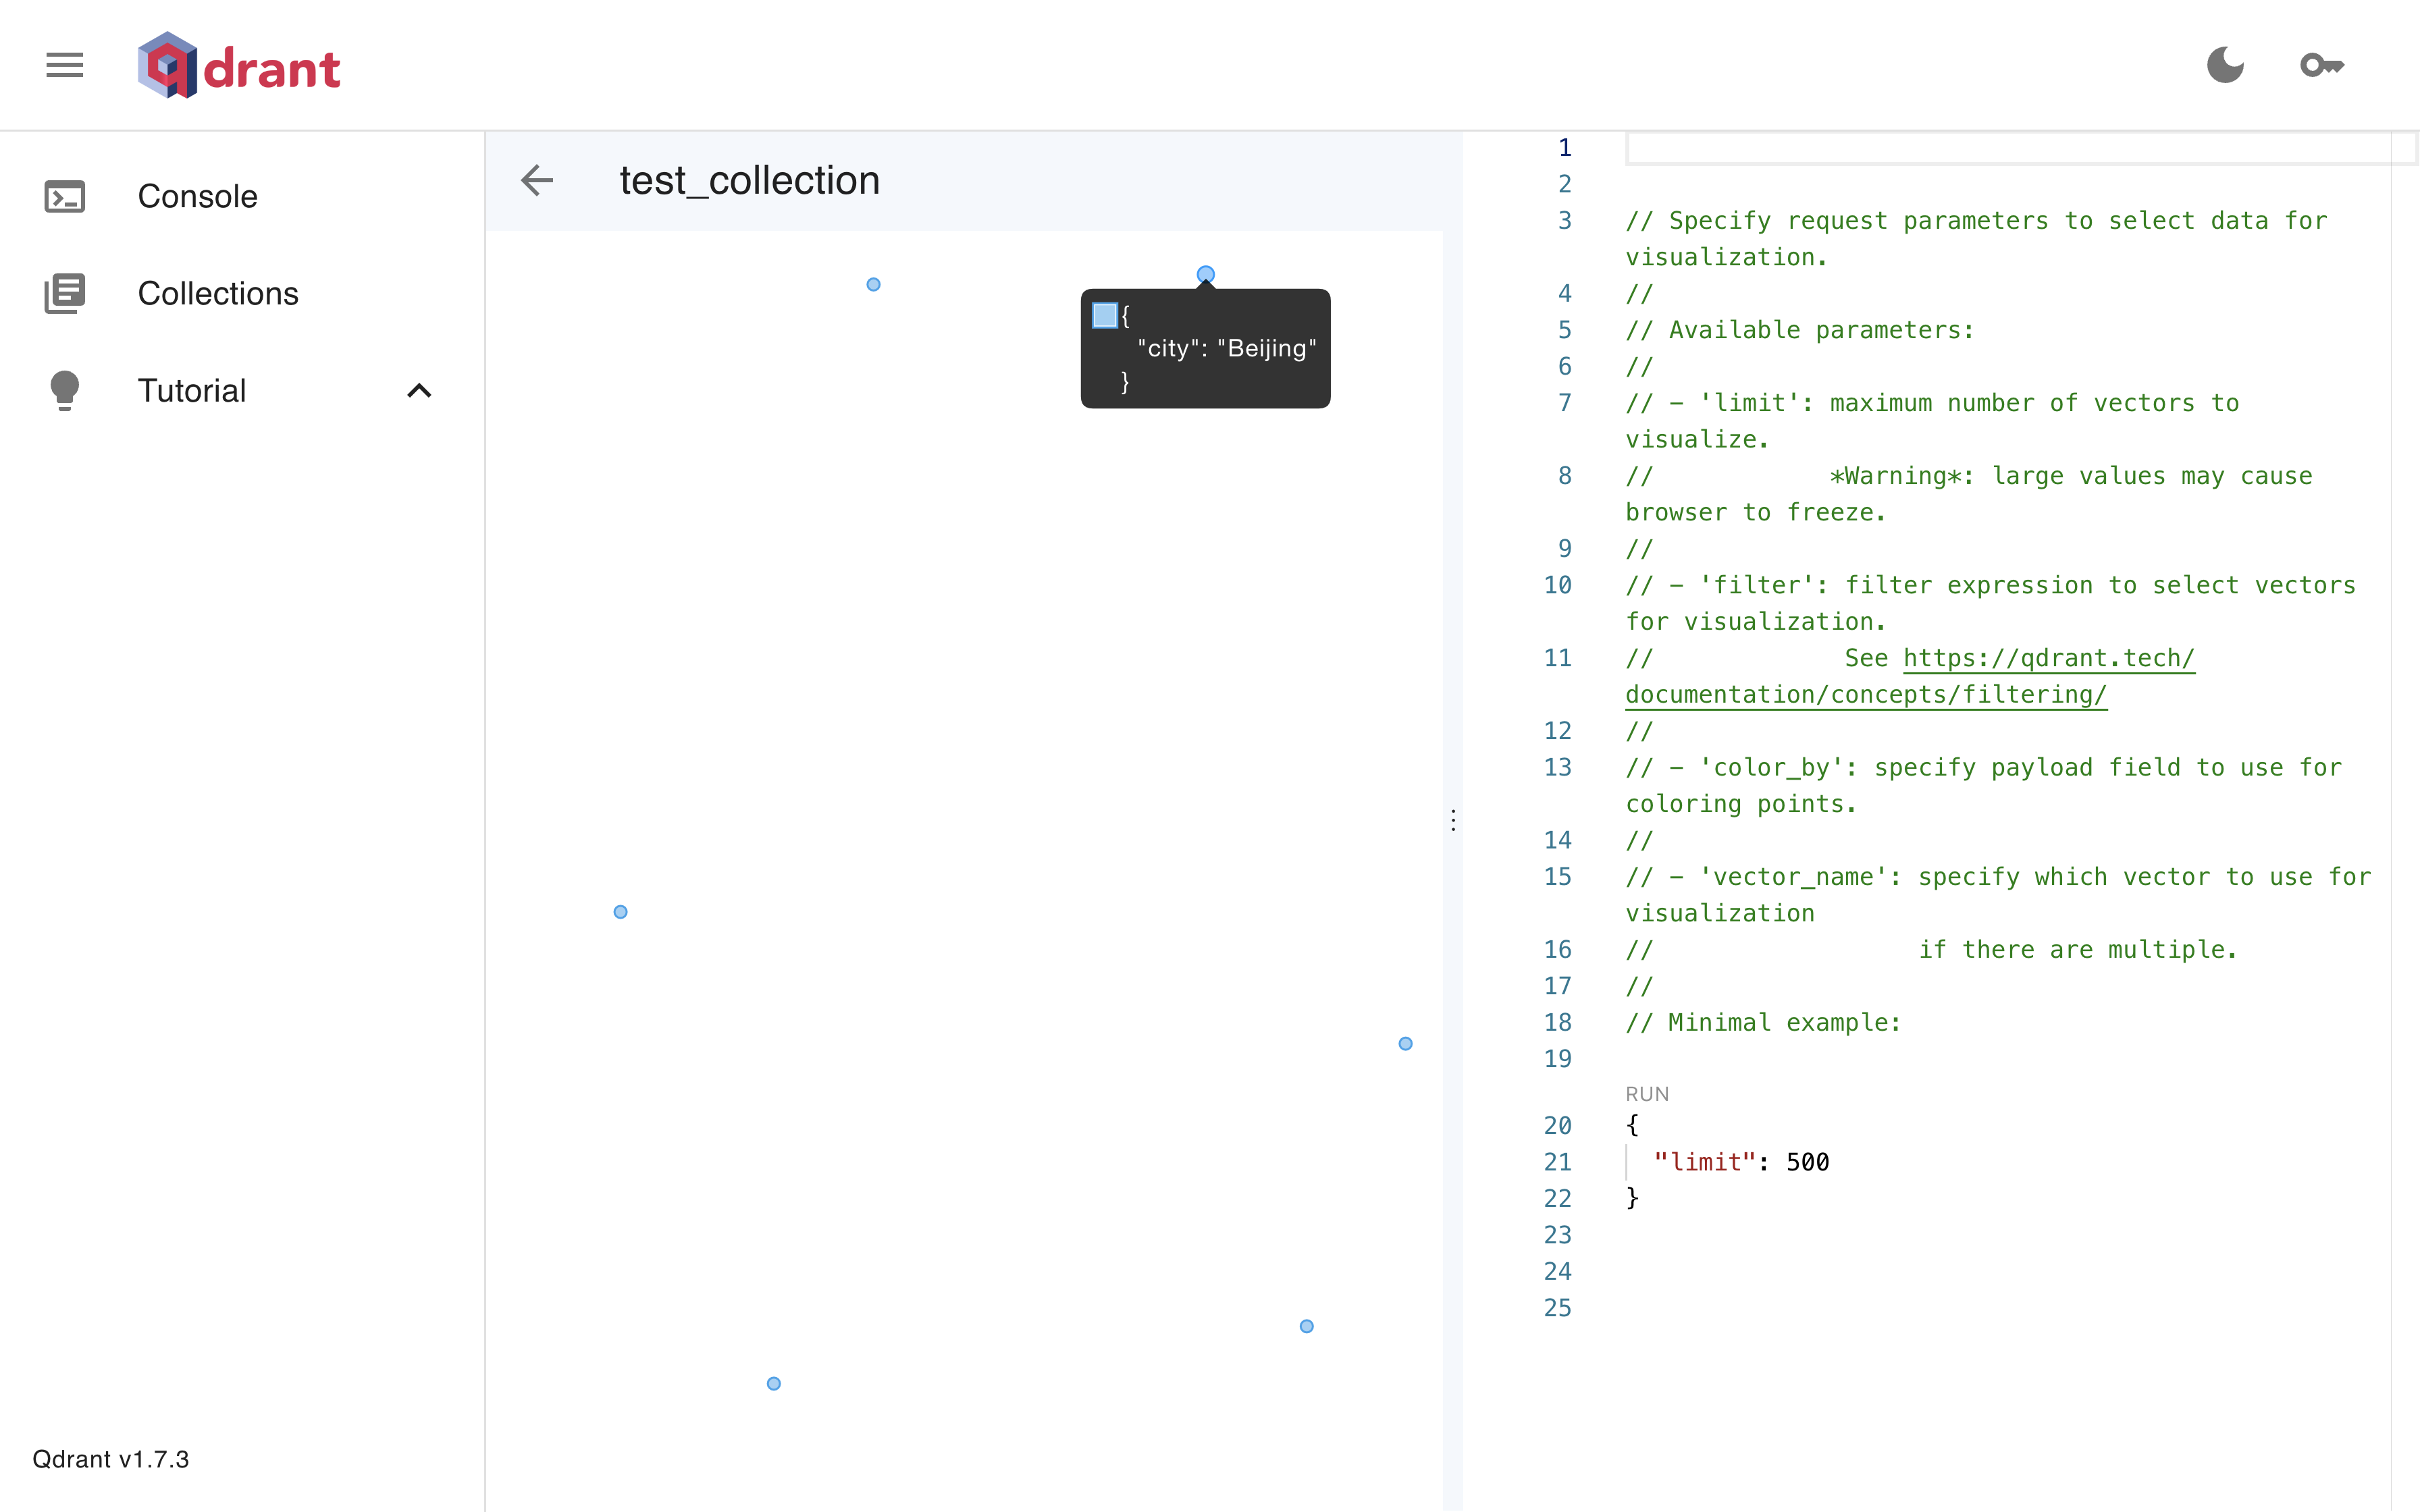 qdrant
Console
Collections
Tutorial
Qdrant v1.7.3
test_collection
{
"city": "Beijing"
}
1
2
3 // Specify request parameters to select data for
visualization.
4 //
5 // Available parameters:
6 //
7 // - 'limit': maximum number of vectors to
visualize.
8 // *Warning*: large values may cause
browser to freeze.
9 //
10 // - 'filter': filter expression to select vectors
for visualization.
11 // See https://qdrant.tech/
documentation/concepts/filtering/
12 //
13 // - 'color_by': specify payload field to use for
coloring points.
14 //
15 // - 'vector_name': specify which vector to use for
visualization
16 // if there are multiple.
17 //
18 // Minimal example:
19
RUN
20 {
21 "limit": 500
22 }
23
24
25